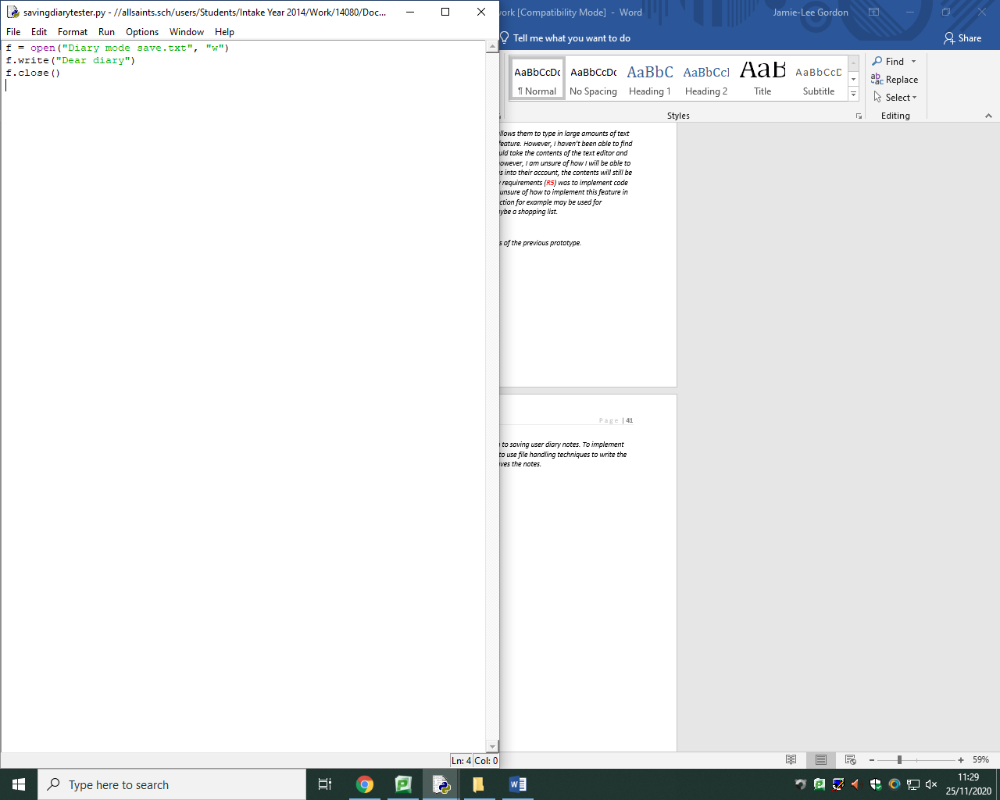 savingdiarytester.py - //allsaints.sch/users/Students/Intake Year 2014/Work/14080/Doc...
File Edit Format Run Options Window Help
f = open("Diary mode save.txt", "w")
f.write("Dear diary")
f.close()
Ln: 4 Col: 0
work [Compatibility Mode] - Word
Jamie-Lee Gordon
Tell me what you want to do
Share
AaBbCcDc AaBbCcDc AaBbC AaBbCcI AaB AaBbCcD
¶ Normal No Spacing Heading 1 Heading 2 Title Subtitle
Styles
Find
Replace
Select
Editing
llows them to type in large amounts of text
feature. However, I haven't been able to find
uld take the contents of the text editor and
owever, I am unsure of how I will be able to
s into their account, the contents will still be
requirements (R5) was to implement code
unsure of how to implement this feature in
ction for example may be used for
ybe a shopping list.
s of the previous prototype.
Page | 41
to saving user diary notes. To implement
to use file handling techniques to write the
ves the notes.
59%
Type here to search
11:29
25/11/2020